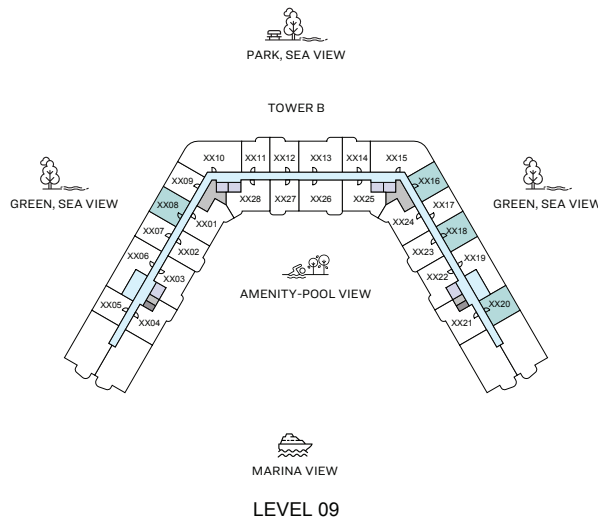 PARK, SEA VIEW
TOWER B
XX10
XX11
XX12
XX13
XX14
XX15
XX09
XX16
GREEN, SEA VIEW
XX08
XX28
XX27
XX26
XX25
XX17
GREEN, SEA VIEW
XX07
XX01
XX24
XX18
XX06
XX02
XX23
XX19
XX03
XX22
AMENITY-POOL VIEW
XX05
XX04
XX21
XX20
MARINA VIEW
LEVEL 09